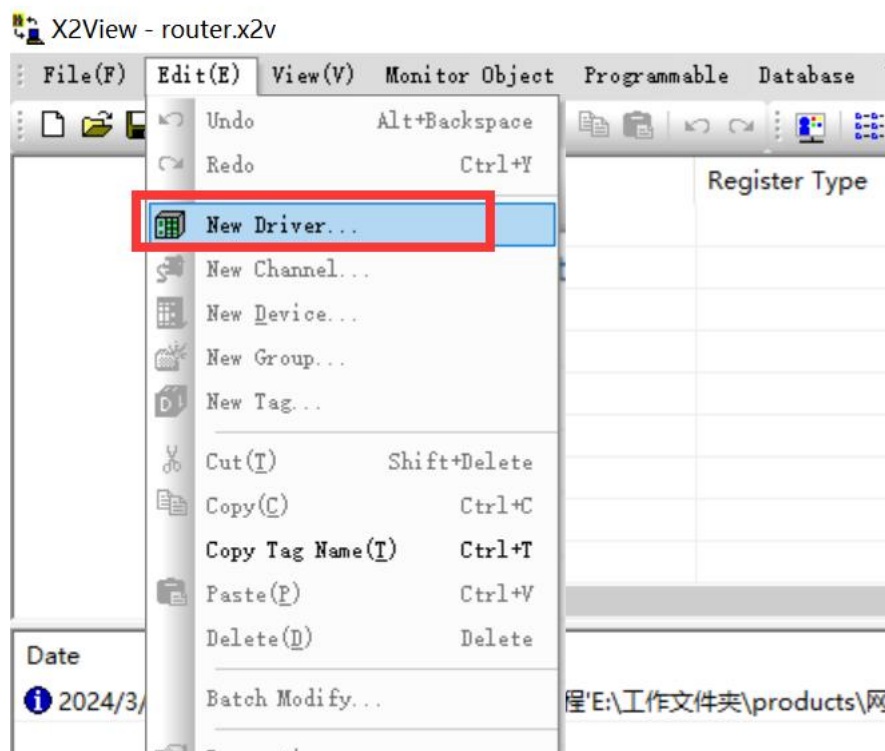 X2View - router.x2v
File(F) Edit(E) View(V) Monitor Object Programmable Database
Undo Alt+Backspace
Redo Ctrl+Y
Register Type
New Driver...
New Channel...
New Device...
New Group...
New Tag...
Cut(T) Shift+Delete
Copy(C) Ctrl+C
Copy Tag Name(T) Ctrl+T
Paste(P) Ctrl+V
Delete(D) Delete
Date
Batch Modify...
2024/3/ 程'E:\工作文件夹\products\网